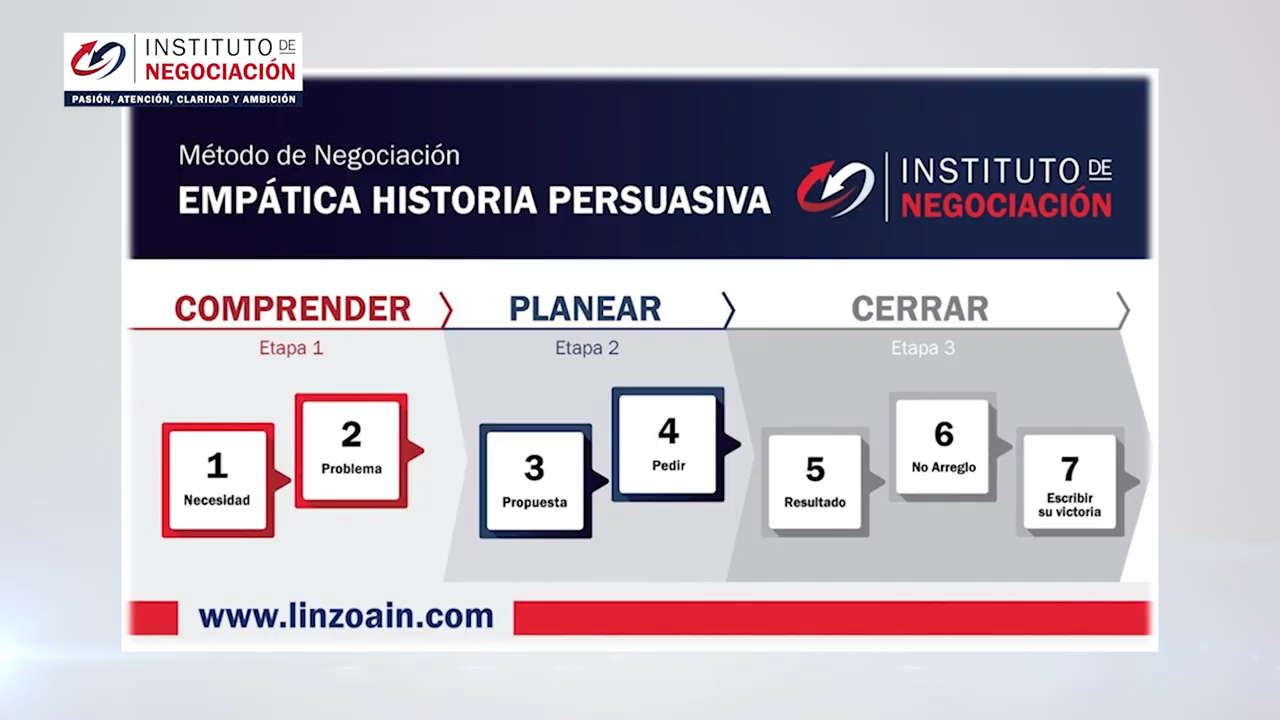 INSTITUTO DE
NEGOCIACIÓN
PASIÓN, ATENCIÓN, CLARIDAD Y AMBICIÓN
Método de Negociación
EMPÁTICA HISTORIA PERSUASIVA
INSTITUTO DE
NEGOCIACIÓN
COMPRENDER
PLANEAR
CERRAR
Etapa 1
Etapa 2
Etapa 3
1
Necesidad
2
Problema
3
Propuesta
4
Pedir
5
Resultado
6
No Arreglo
7
Escribir
su victoria
www.linzoain.com